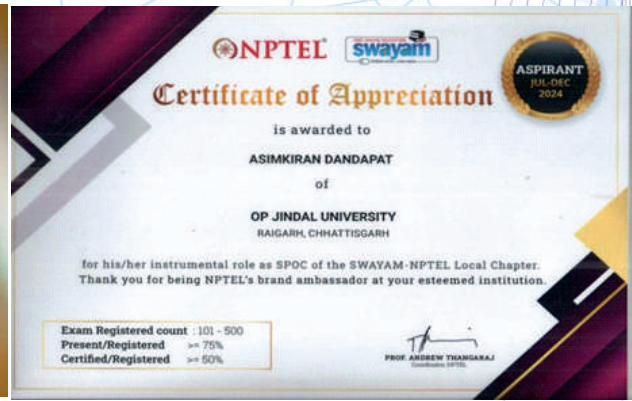 NPTEL
swayam
ASPIRANT
JUL-DEC
2024
Certificate of Appreciation
is awarded to
ASIMKIRAN DANDAPAT
of
OP JINDAL UNIVERSITY
RAIGARH, CHHATTISGARH
for his/her instrumental role as SPOC of the SWAYAM-NPTEL Local Chapter.
Thank you for being NPTEL's brand ambassador at your esteemed institution.
Exam Registered count : 101 - 500
Present/Registered >= 75%
Certified/Registered >= 50%
PROF. ANDREW THANGARAJ
Coordinator, NPTEL